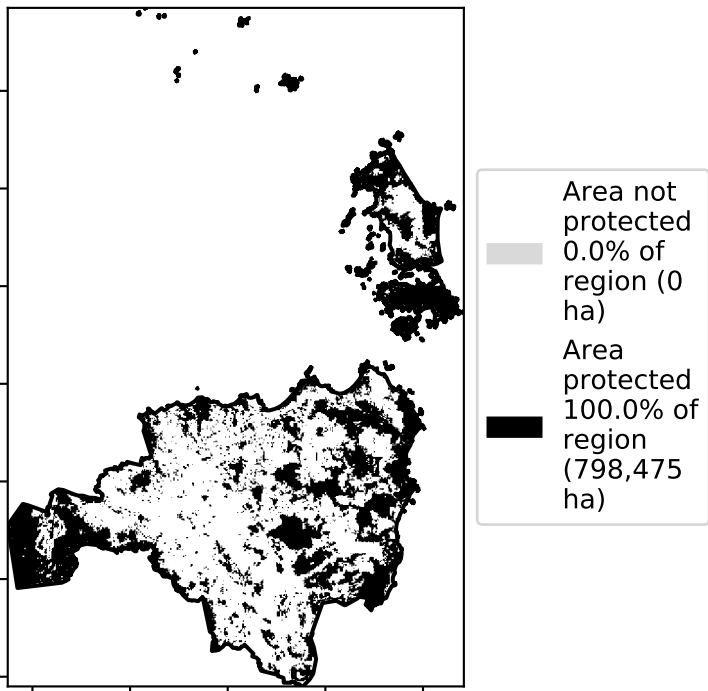 Area not
protected
0.0% of
region (0
ha)
Area
protected
100.0% of
region
(798,475
ha)